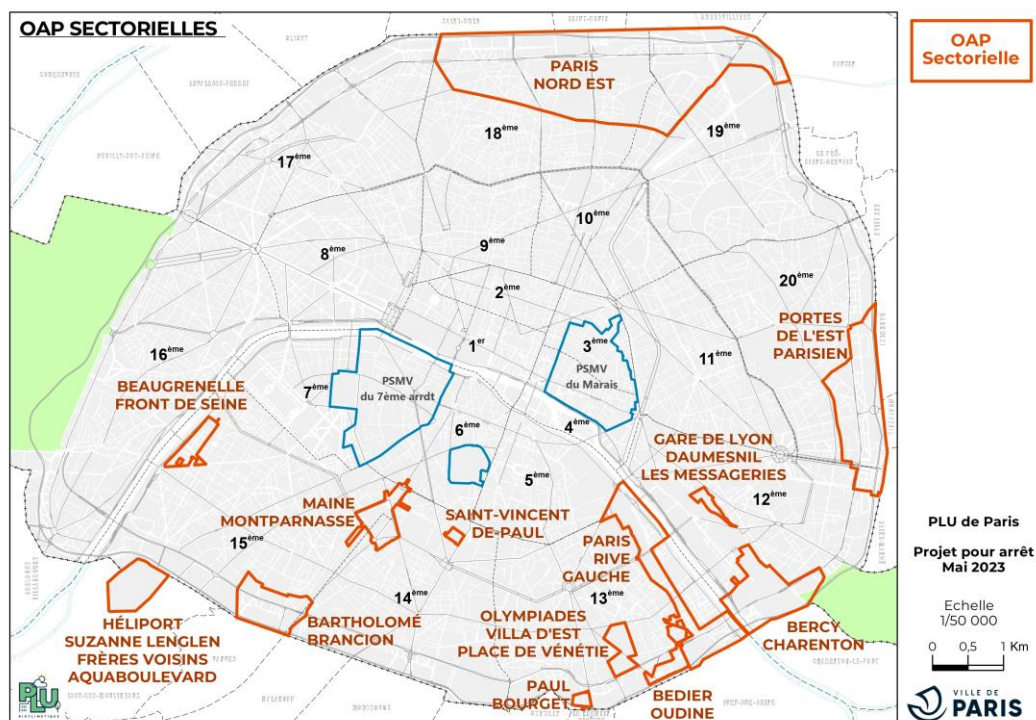 OAP SECTORIELLES
OAP
Sectorielle
PARIS
NORD EST
18ème
19ème
17ème
10ème
9ème
8ème
20ème
2ème
PORTES
DE L'EST
PARISIEN
1er
3ème
11ème
16ème
PSMV
du Marais
BEAUGRENELLE
FRONT DE SEINE
7ème
PSMV
du 7ème arrdt
4ème
6ème
GARE DE LYON
DAUMESNIL
LES MESSAGERIES
5ème
12ème
MAINE
MONTPARNASSE
SAINT-VINCENT
DE-PAUL
PARIS
RIVE
GAUCHE
15ème
14ème
13ème
HÉLIPORT
SUZANNE LENGLEN
FRÈRES VOISINS
AQUABOULEVARD
BARTHOLOMÉ
BRANCION
OLYMPIADES
VILLA D'EST
PLACE DE VÉNÉTIE
BERCY
CHARENTON
PAUL
BOURGET
BEDIER
OUDINE
PLU de Paris
Projet pour arrêt
Mai 2023
Echelle
1/50 000
0 0,5 1 Km
PLU
BIOCLIMATIQUE
VILLE DE
PARIS